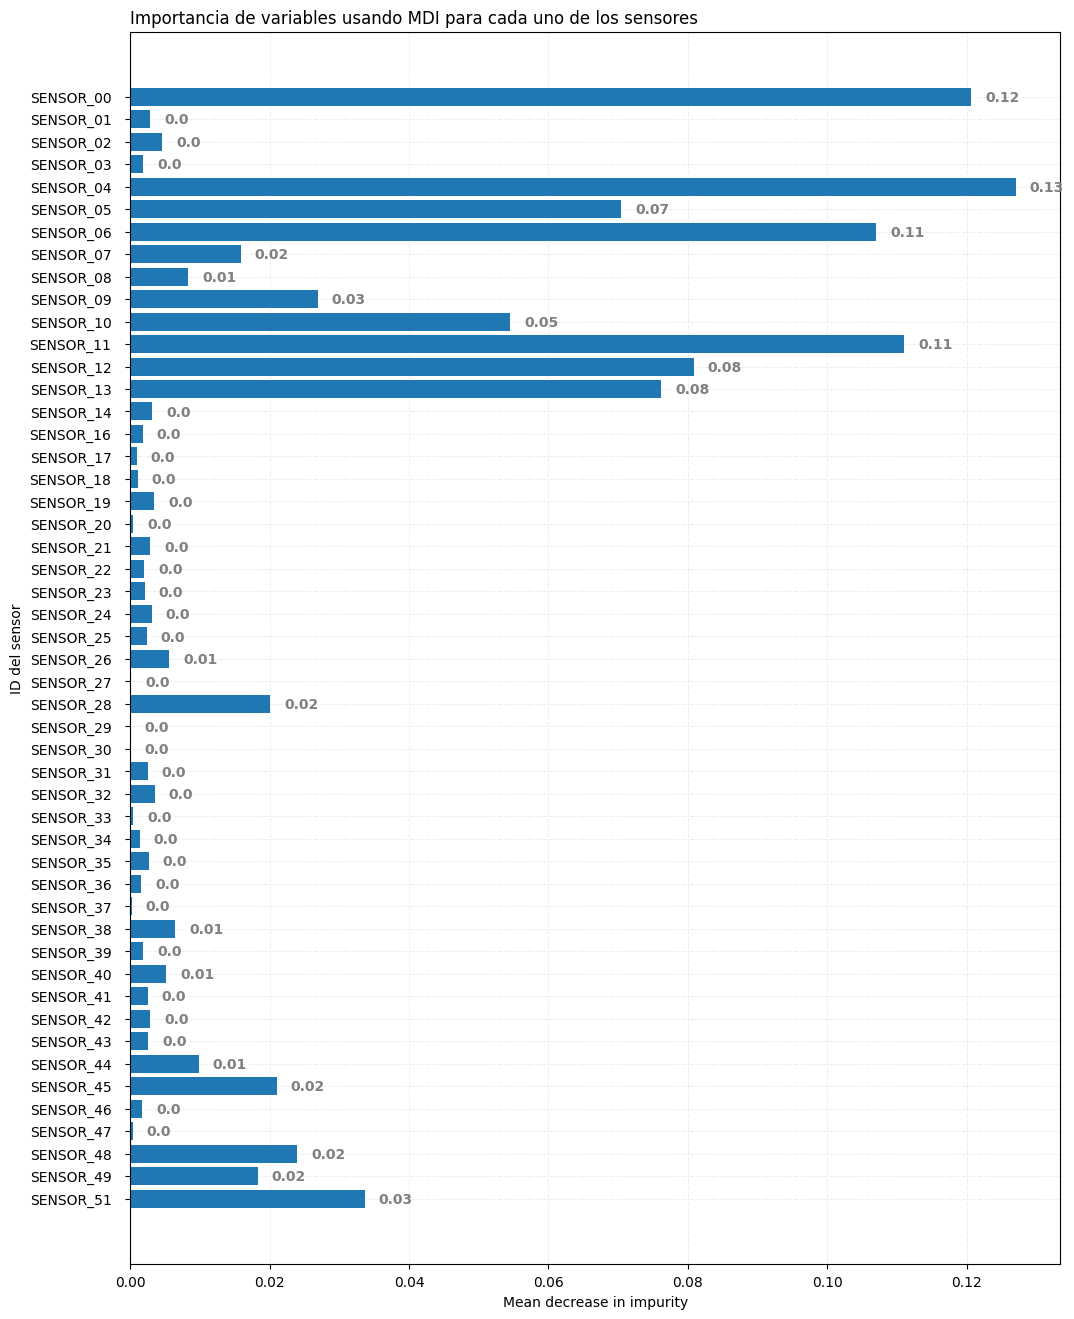 Importancia de variables usando MDI para cada uno de los sensores
SENSOR_00 0.12
SENSOR_01 0.0
SENSOR_02 0.0
SENSOR_03 0.0
SENSOR_04 0.13
SENSOR_05 0.07
SENSOR_06 0.11
SENSOR_07 0.02
SENSOR_08 0.01
SENSOR_09 0.03
SENSOR_10 0.05
SENSOR_11 0.11
SENSOR_12 0.08
SENSOR_13 0.08
SENSOR_14 0.0
SENSOR_16 0.0
SENSOR_17 0.0
SENSOR_18 0.0
SENSOR_19 0.0
SENSOR_20 0.0
SENSOR_21 0.0
SENSOR_22 0.0
SENSOR_23 0.0
SENSOR_24 0.0
SENSOR_25 0.0
SENSOR_26 0.01
SENSOR_27 0.0
SENSOR_28 0.02
SENSOR_29 0.0
SENSOR_30 0.0
SENSOR_31 0.0
SENSOR_32 0.0
SENSOR_33 0.0
SENSOR_34 0.0
SENSOR_35 0.0
SENSOR_36 0.0
SENSOR_37 0.0
SENSOR_38 0.01
SENSOR_39 0.0
SENSOR_40 0.01
SENSOR_41 0.0
SENSOR_42 0.0
SENSOR_43 0.0
SENSOR_44 0.01
SENSOR_45 0.02
SENSOR_46 0.0
SENSOR_47 0.0
SENSOR_48 0.02
SENSOR_49 0.02
SENSOR_51 0.03
ID del sensor
0.00 0.02 0.04 0.06 0.08 0.10 0.12
Mean decrease in impurity